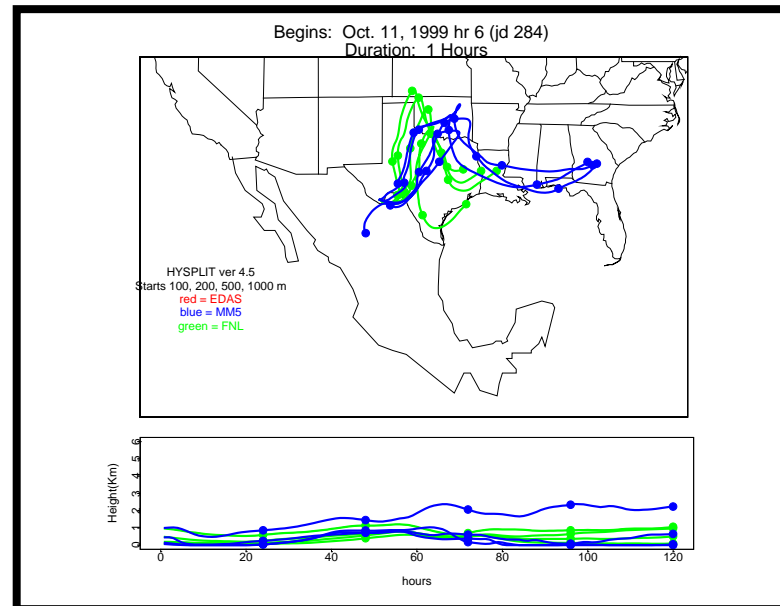 Begins:  Oct. 11, 1999 hr 6 (jd 284)
Duration:  1 Hours
HYSPLIT ver 4.5
Starts 100, 200, 500, 1000 m
red = EDAS
blue = MM5
green = FNL
Height(Km)
6
5
4
3
2
1
0
0 20 40 60 80 100 120
hours